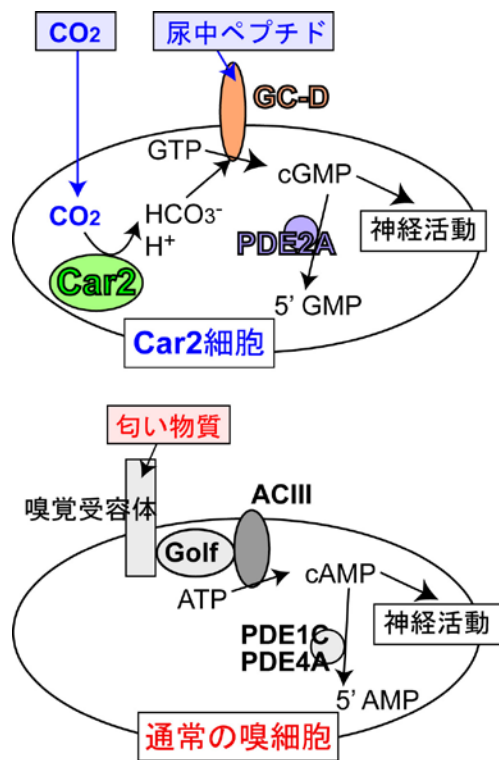 CO2
尿中ペプチド
GC-D
GTP
cGMP
CO2
HCO3-
H+
PDE2A
神経活動
Car2
5’ GMP
Car2細胞
匂い物質
嗅覚受容体
ACIII
Golf
ATP
cAMP
神経活動
PDE1C
PDE4A
5’ AMP
通常の嗅細胞